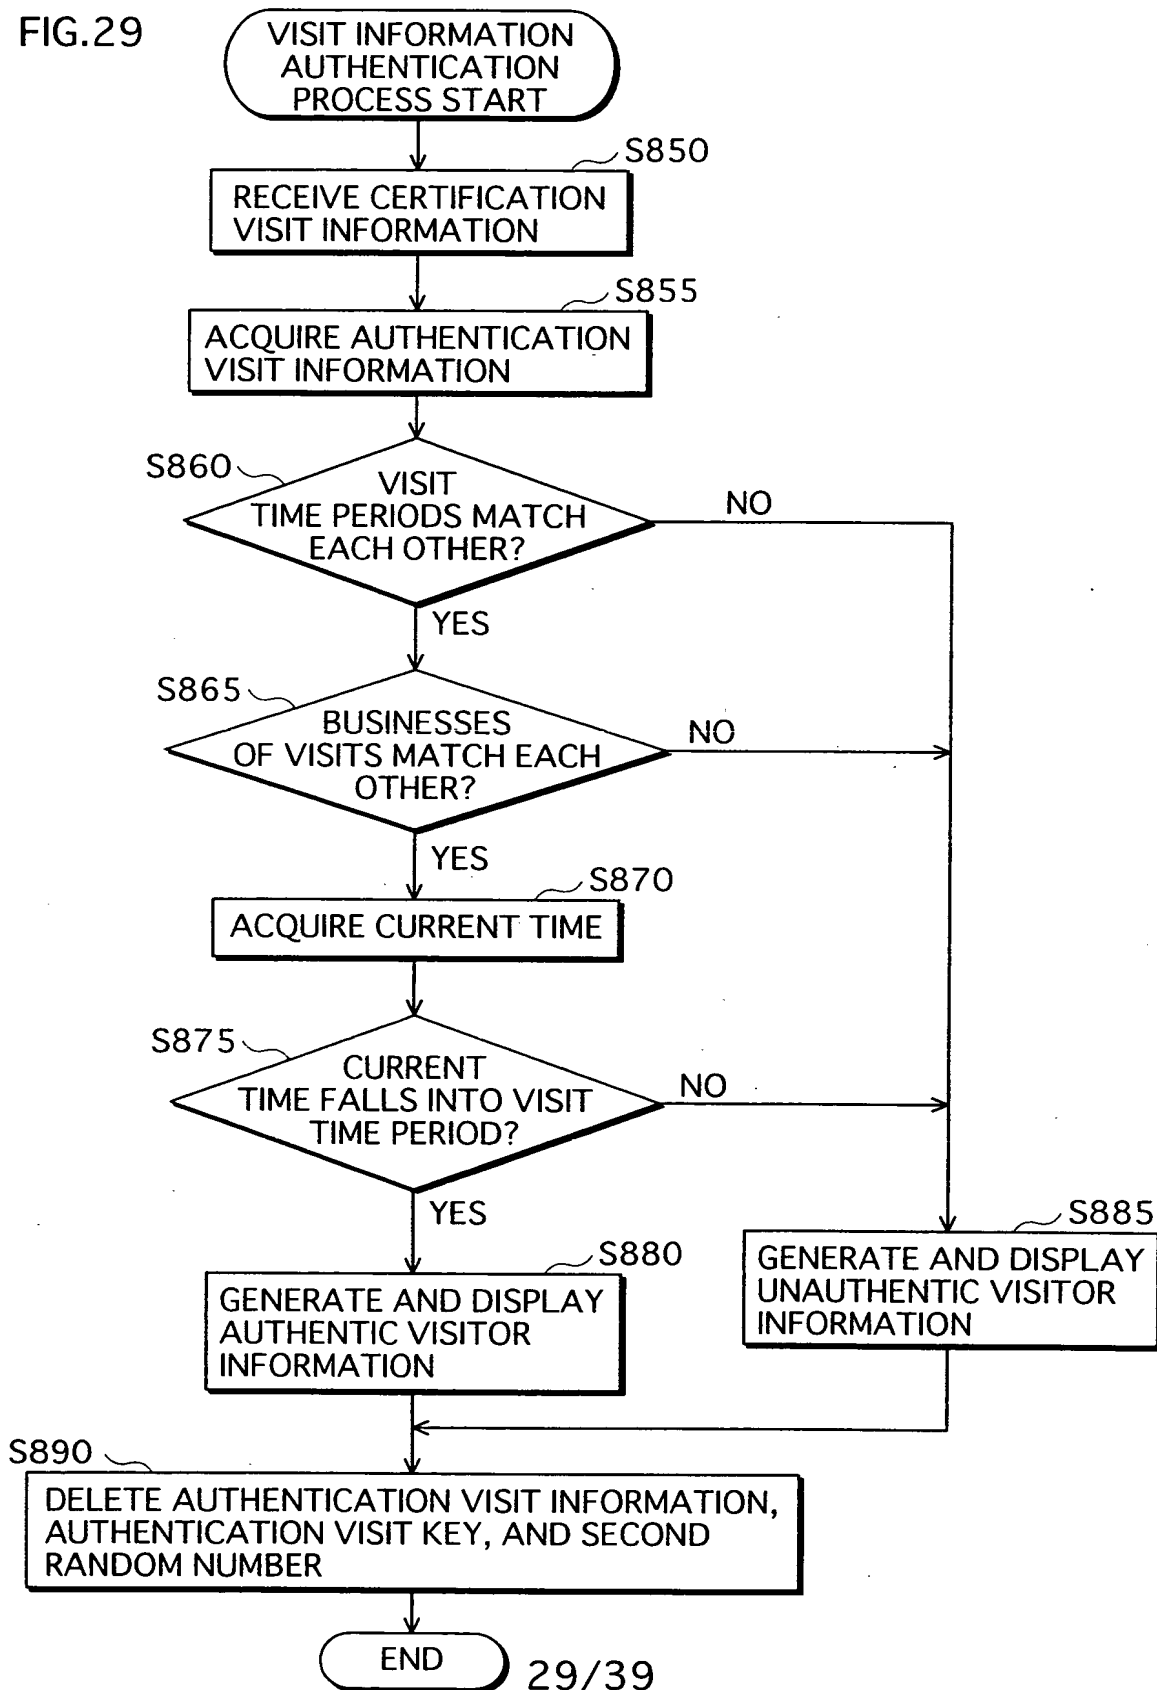 FIG.29
VISIT INFORMATION
AUTHENTICATION
PROCESS START
S850
RECEIVE CERTIFICATION
VISIT INFORMATION
S855
ACQUIRE AUTHENTICATION
VISIT INFORMATION
S860
VISIT
TIME PERIODS MATCH
EACH OTHER?
NO
YES
S865
BUSINESSES
OF VISITS MATCH EACH
OTHER?
NO
YES
S870
ACQUIRE CURRENT TIME
S875
CURRENT
TIME FALLS INTO VISIT
TIME PERIOD?
NO
YES
S880
GENERATE AND DISPLAY
AUTHENTIC VISITOR
INFORMATION
S885
GENERATE AND DISPLAY
UNAUTHENTIC VISITOR
INFORMATION
S890
DELETE AUTHENTICATION VISIT INFORMATION,
AUTHENTICATION VISIT KEY, AND SECOND
RANDOM NUMBER
END
29/39